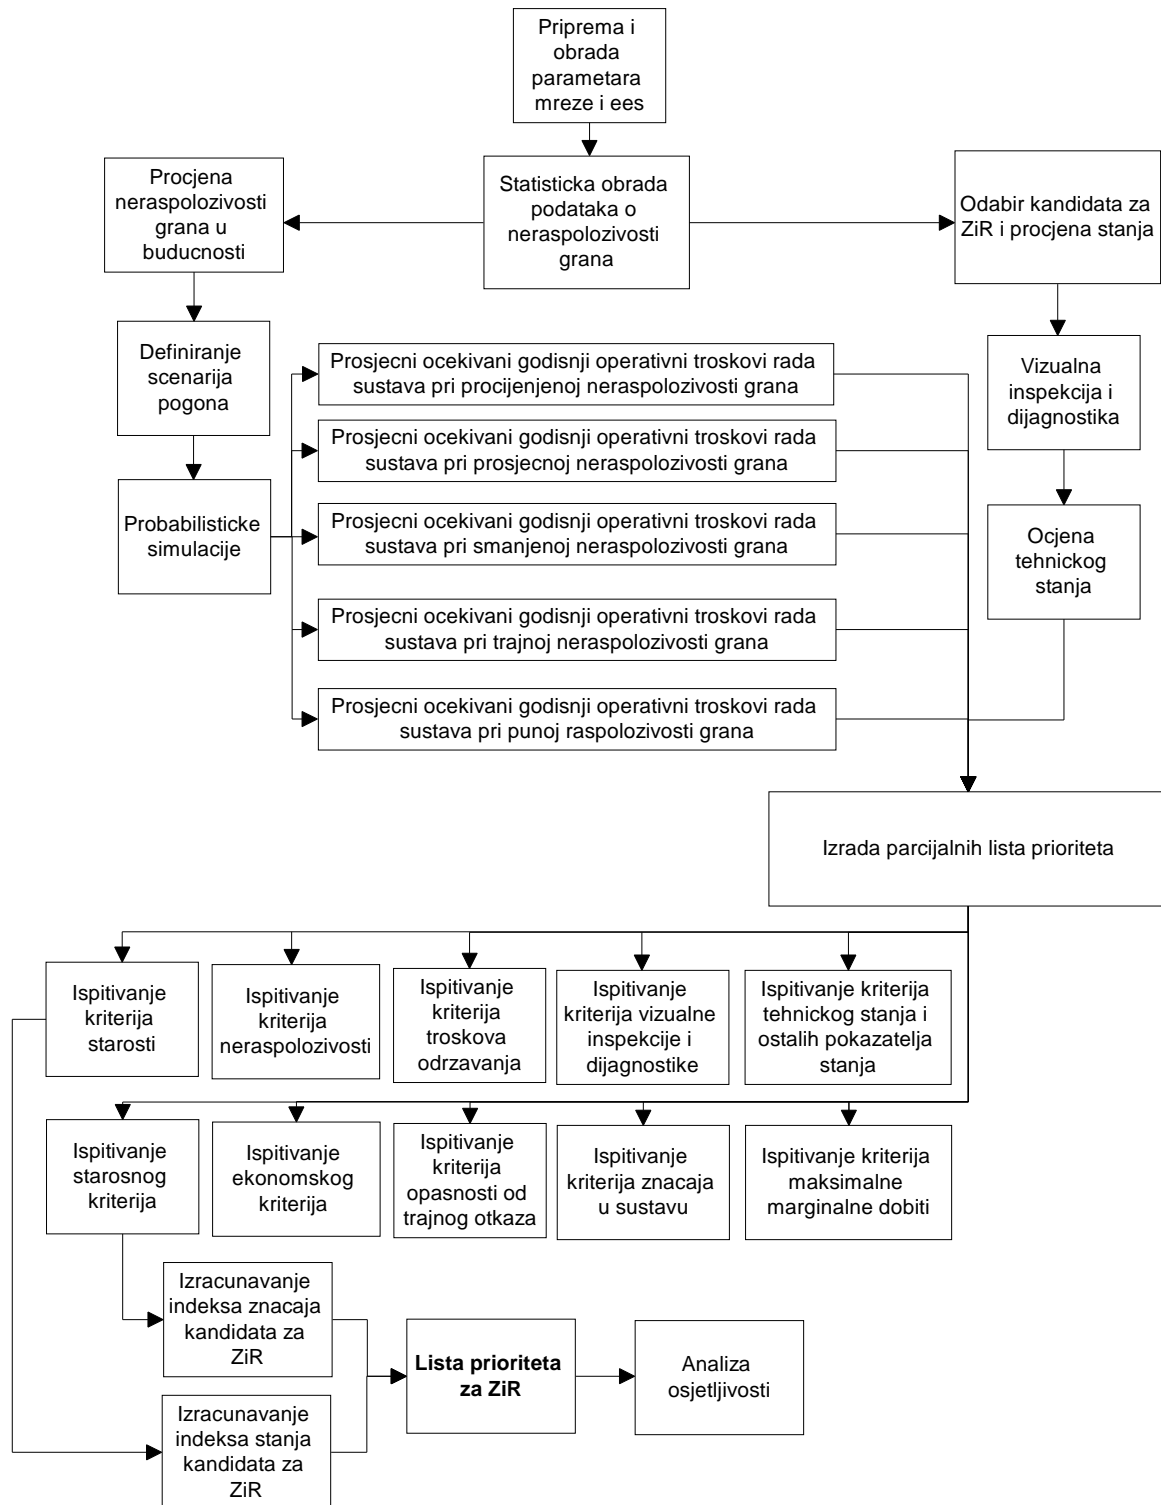 Priprema i
obrada
parametara
mreze i ees
Procjena
neraspolozivosti
grana u
buducnosti
Statisticka obrada
podataka o
neraspolozivosti
grana
Odabir kandidata za
ZiR i procjena stanja
Definiranje
scenarija
pogona
Vizualna
inspekcija i
dijagnostika
Probabilisticke
simulacije
Prosjecni ocekivani godisnji operativni troskovi rada
sustava pri procijenjenoj neraspolozivosti grana
Prosjecni ocekivani godisnji operativni troskovi rada
sustava pri prosjecnoj neraspolozivosti grana
Prosjecni ocekivani godisnji operativni troskovi rada
sustava pri smanjenoj neraspolozivosti grana
Prosjecni ocekivani godisnji operativni troskovi rada
sustava pri trajnoj neraspolozivosti grana
Prosjecni ocekivani godisnji operativni troskovi rada
sustava pri punoj raspolozivosti grana
Ocjena
tehnickog
stanja
Izrada parcijalnih lista prioriteta
Ispitivanje
kriterija
starosti
Ispitivanje
kriterija
neraspolozivosti
Ispitivanje
kriterija
troskova
odrzavanja
Ispitivanje
kriterija vizualne
inspekcije i
dijagnostike
Ispitivanje kriterija
tehnickog stanja i
ostalih pokazatelja
stanja
Ispitivanje
starosnog
kriterija
Ispitivanje
ekonomskog
kriterija
Ispitivanje
kriterija
opasnosti od
trajnog otkaza
Ispitivanje
kriterija znacaja
u sustavu
Ispitivanje kriterija
maksimalne
marginalne dobiti
Izracunavanje
indeksa znacaja
kandidata za
ZiR
Lista prioriteta
za ZiR
Analiza
osjetljivosti
Izracunavanje
indeksa stanja
kandidata za
ZiR